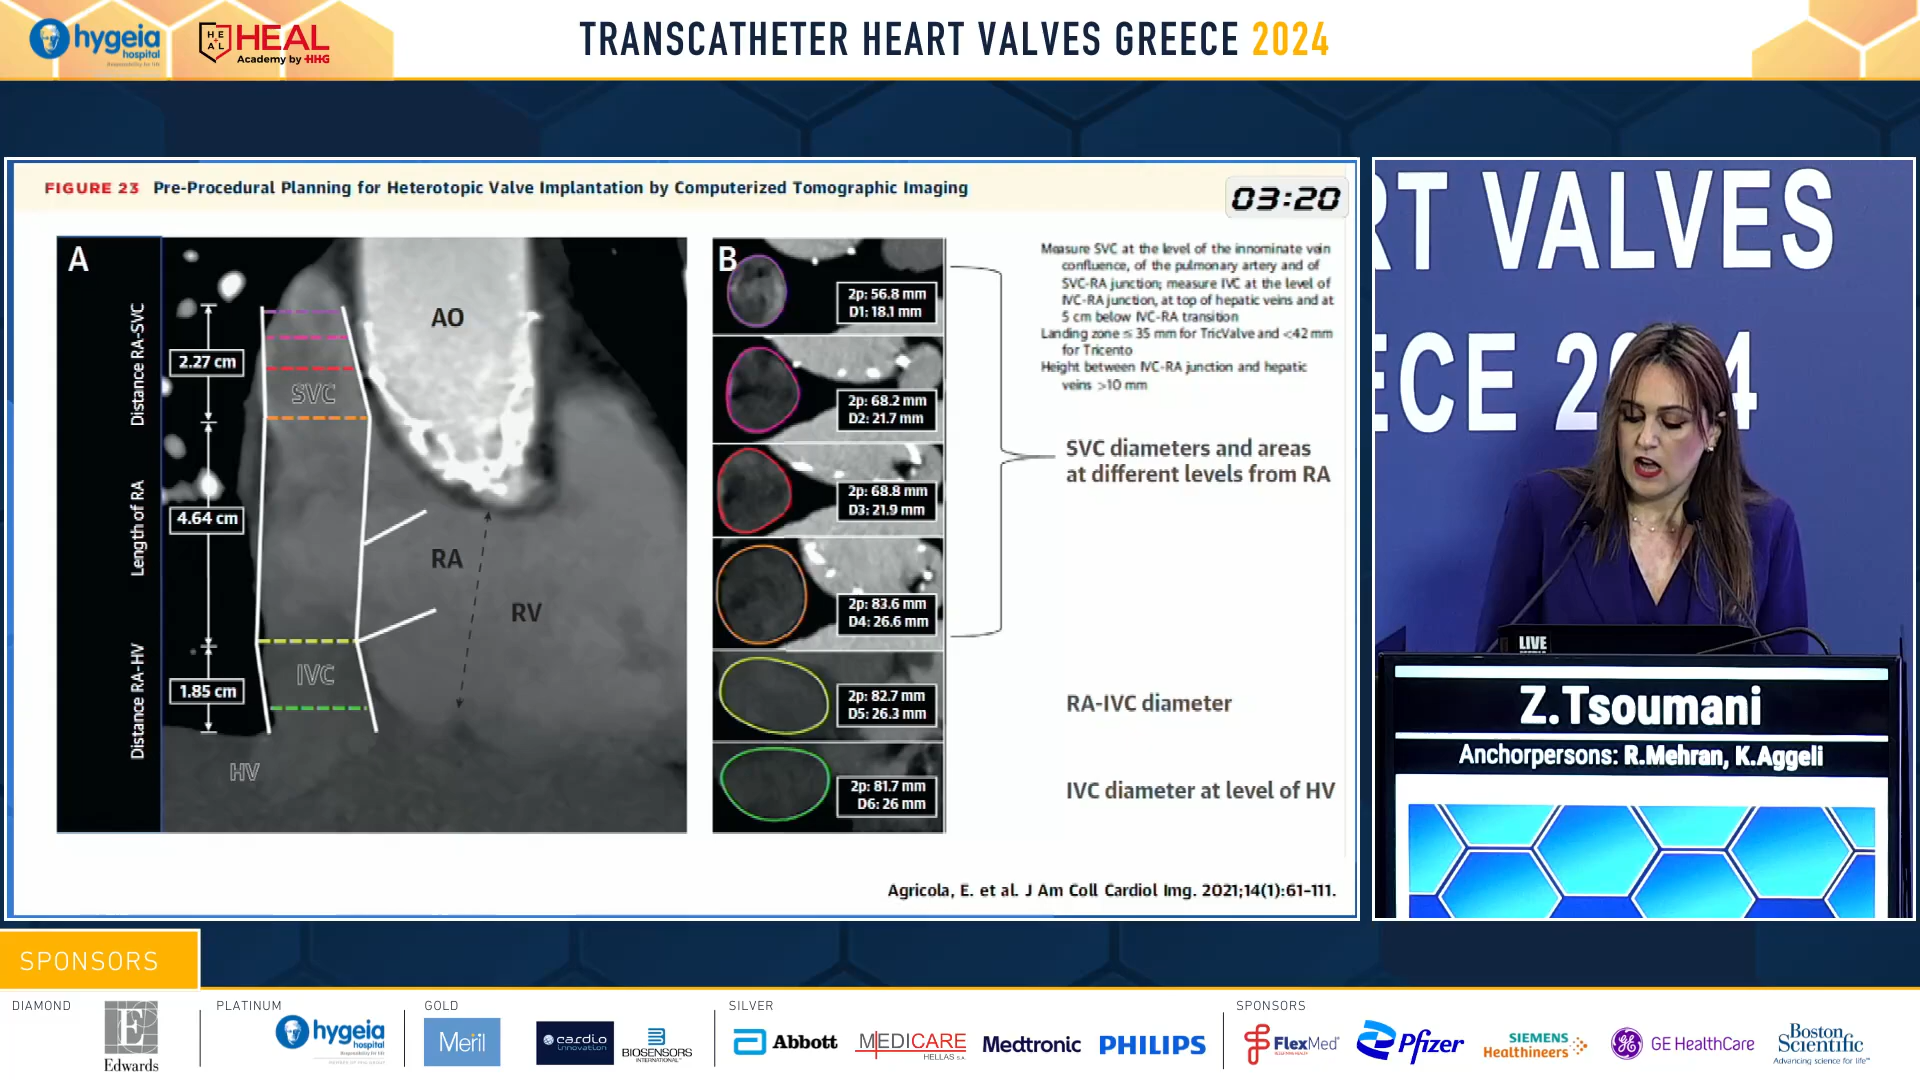 hygeia
hospital
HEAL
HEAL
Academy by HHG
TRANSCATHETER HEART VALVES GREECE 2024
FIGURE 23 Pre-Procedural Planning for Heterotopic Valve Implantation by Computerized Tomographic Imaging
03:20
A
Distance RA-SVC
2.27 cm
Length of RA
4.64 cm
Distance RA-HV
1.85 cm
AO
SVC
RA
RV
IVC
HV
B
2p: 56.8 mm
D1: 18.1 mm
2p: 68.2 mm
D2: 21.7 mm
2p: 68.8 mm
D3: 21.9 mm
2p: 83.6 mm
D4: 26.6 mm
2p: 82.7 mm
D5: 26.3 mm
2p: 81.7 mm
D6: 26 mm
Measure SVC at the level of the innominate vein
confluence, of the pulmonary artery and of
SVC-RA junction; measure IVC at the level of
IVC-RA junction, at top of hepatic veins and at
5 cm below IVC-RA transition
Landing zone ≤ 35 mm for TricValve and <42 mm
for Tricento
Height between IVC-RA junction and hepatic
veins >10 mm
SVC diameters and areas
at different levels from RA
RA-IVC diameter
IVC diameter at level of HV
Agricola, E. et al. J Am Coll Cardiol Img. 2021;14(1):61-111.
RT VALVES
ECE 2 4
LIVE
Z.Tsoumani
Anchorpersons: R.Mehran, K.Aggeli
SPONSORS
DIAMOND
Edwards
PLATINUM
hygeia
hospital
GOLD
Meril
cardio
innovation
BIOSENSORS
INTERNATIONAL
SILVER
Abbott
MEDICARE
HELLAS S.A.
Medtronic
PHILIPS
SPONSORS
FlexMed
Pfizer
SIEMENS
Healthineers
GE HealthCare
Boston
Scientific
Advancing science for life™